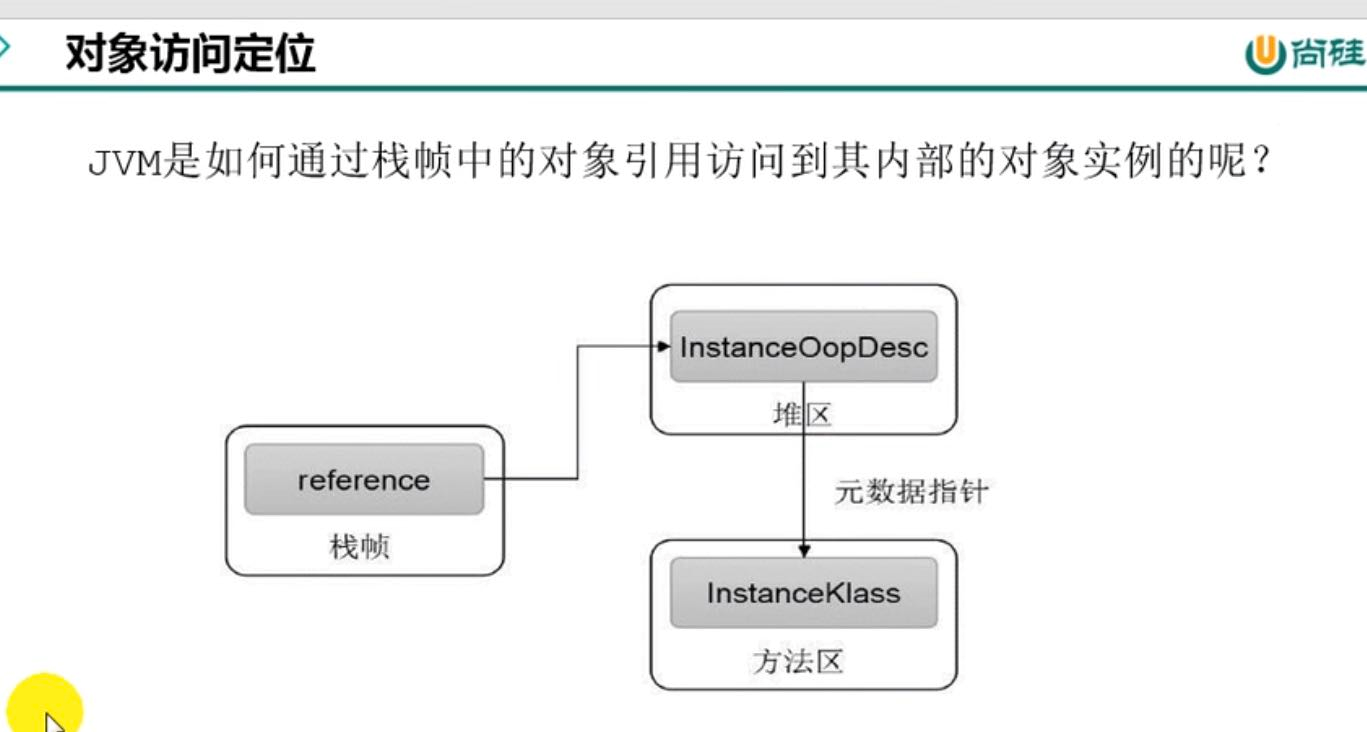 对象访问定位
尚硅
JVM是如何通过栈帧中的对象引用访问到其内部的对象实例的呢？
InstanceOopDesc
堆区
reference
栈帧
元数据指针
InstanceKlass
方法区